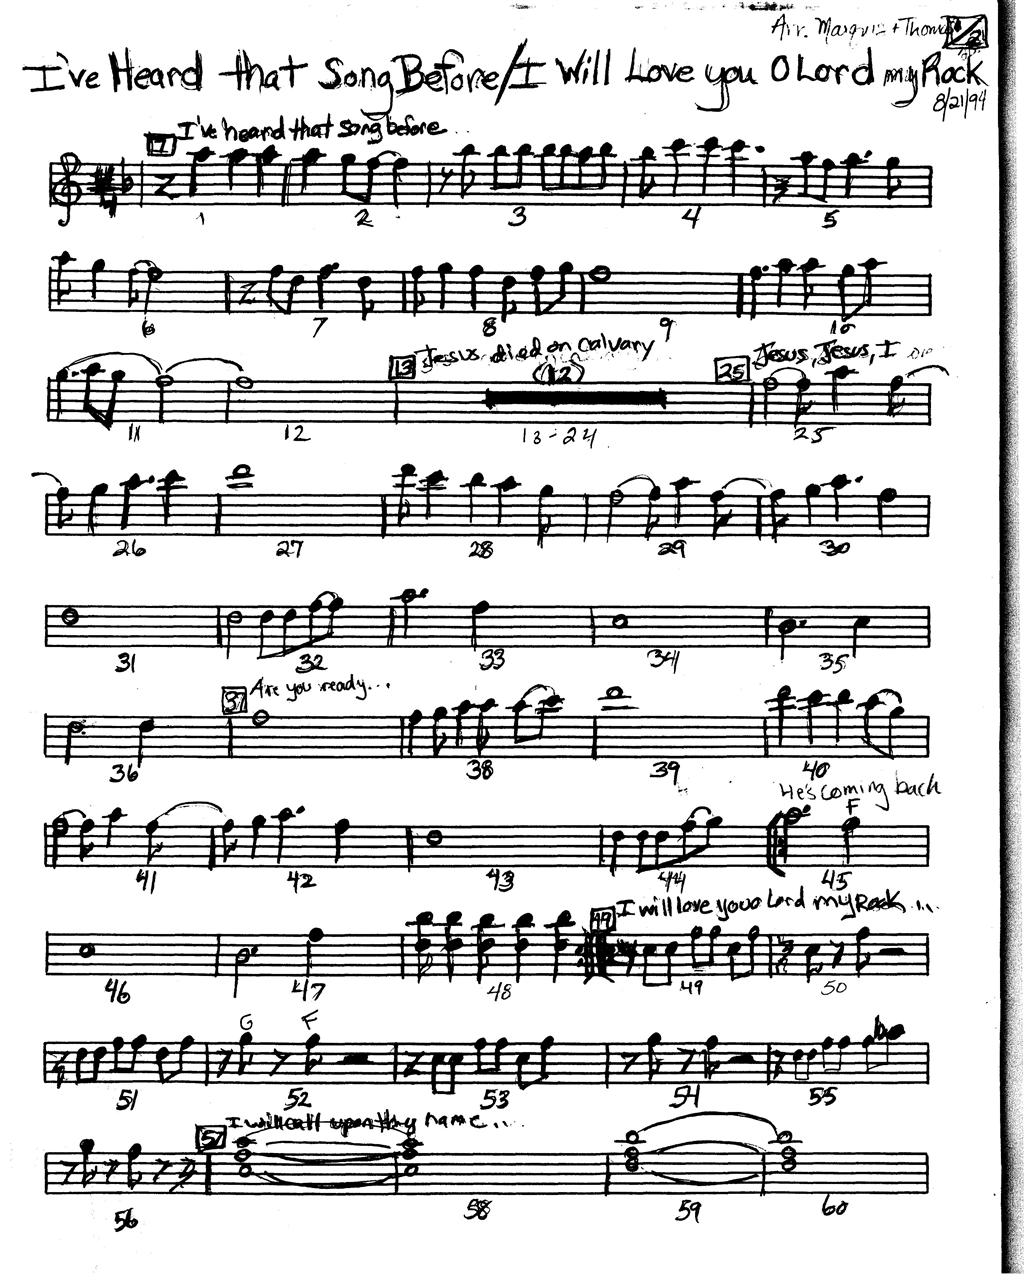 Arr. Marquis + Thomas 1/2
I've Heard that Song Before/I Will Love you O Lord my Rock
8/21/94
1 I've heard that song before...
1 2 3 4 5
6 7 8 9 10
13 Jesus died on Calvary 25 Jesus, Jesus, I
(12)
11 12 13-24 25
26 27 28 29 30
31 32 33 34 35
37 Are you ready...
36 38 39 40
He's coming back
F
41 42 43 44 45
49 I will love you o Lord my Rock...
46 47 48 49 50
G F
51 52 53 54 55
57 I will call upon thy name...
56 58 59 60